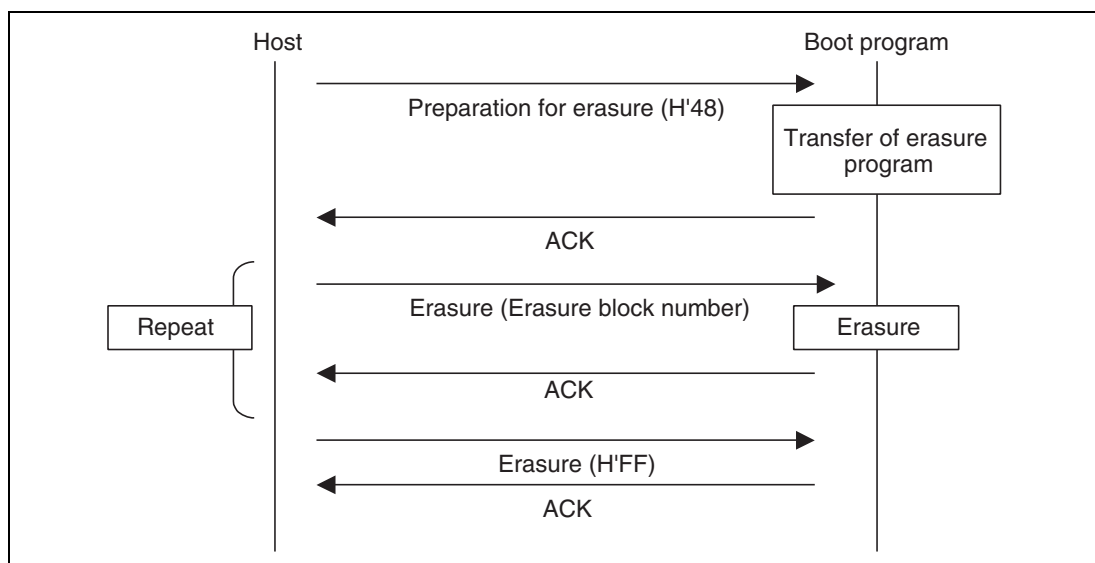 Host
Boot program
Preparation for erasure (H'48)
Transfer of erasure
program
ACK
Erasure (Erasure block number)
Repeat
Erasure
ACK
Erasure (H'FF)
ACK